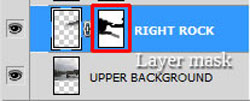 RIGHT ROCK
Layer mask
UPPER BACKGROUND